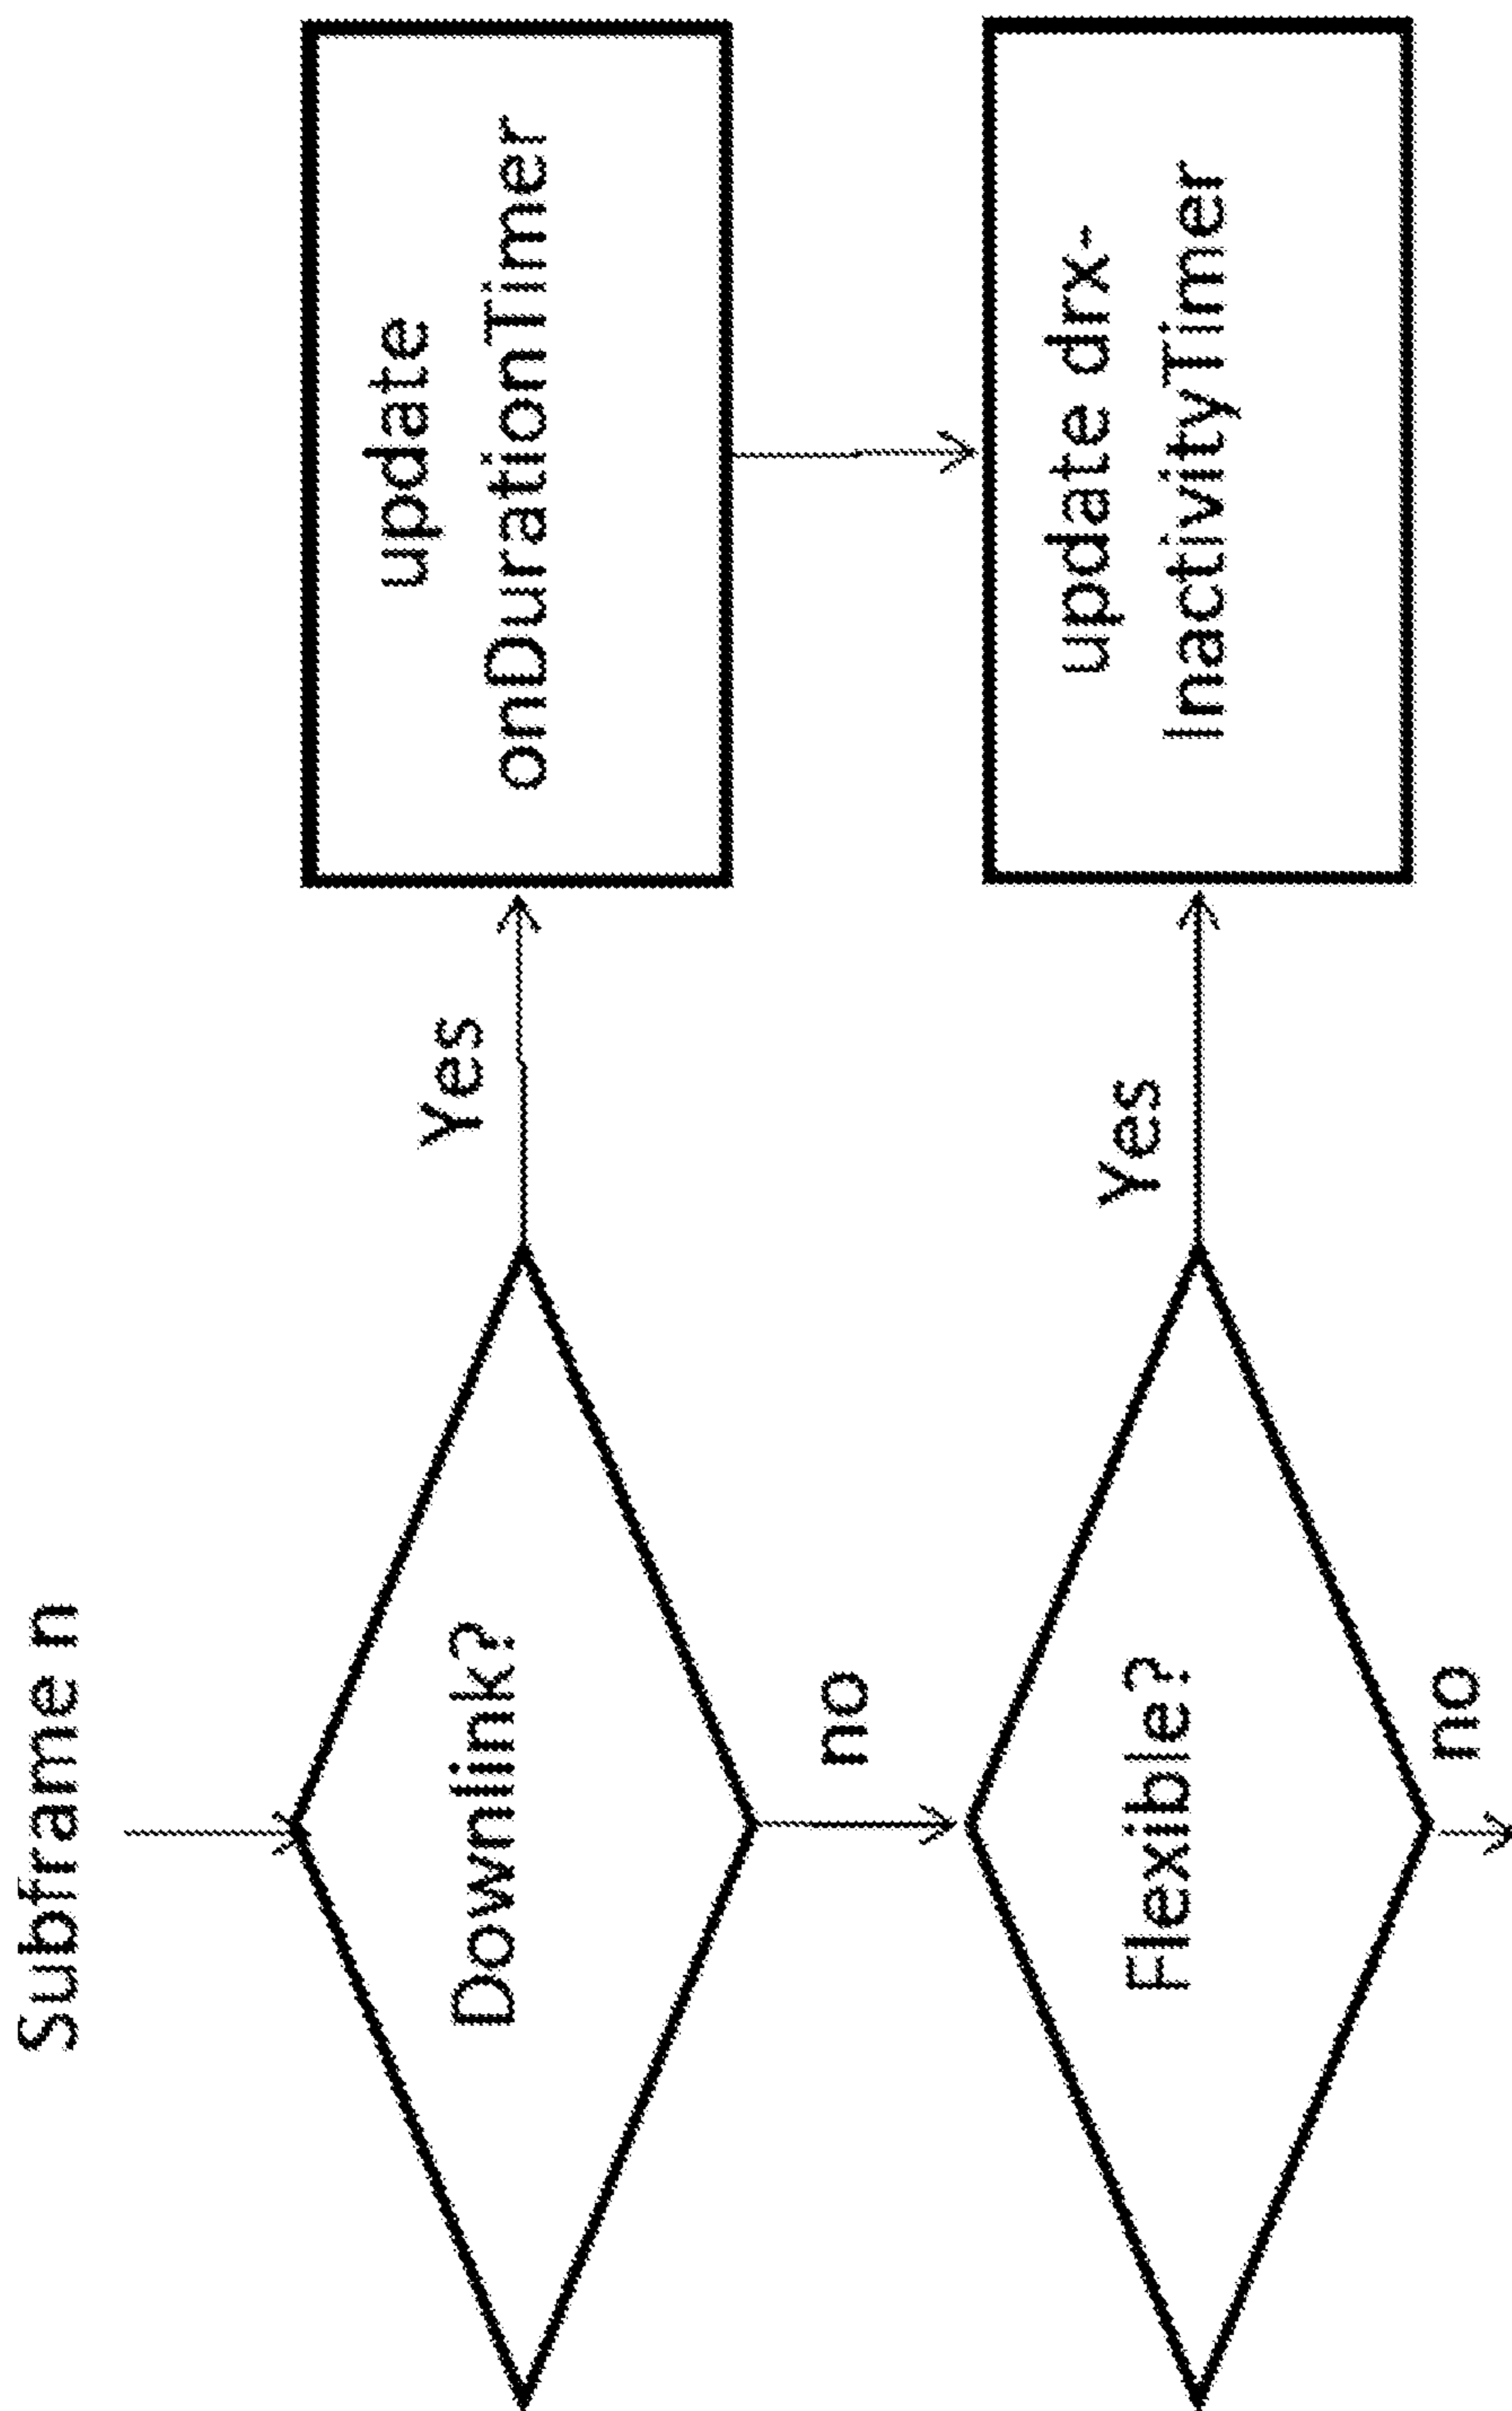 Subframe n
Downlink?
Yes
update
onDurationTimer
no
Flexible?
Yes
update drx-
InactivityTimer
no